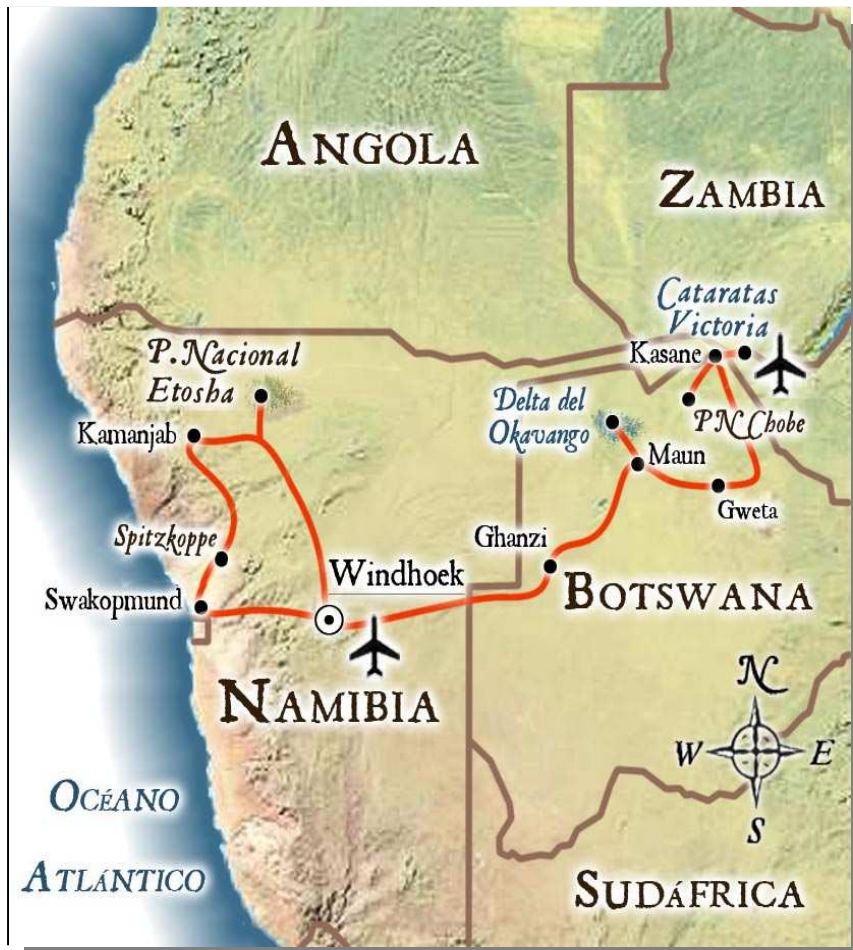 ANGOLA
ZAMBIA
Cataratas
Victoria
Kasane
P. Nacional
Etosha
Delta del
Okavango
PN Chobe
Kamanjab
Maun
Gweta
Spitzkoppe
Ghanzi
Windhoek
Swakopmund
BOTSWANA
NAMIBIA
N
W
E
S
OCÉANO
ATLÁNTICO
SUDÁFRICA